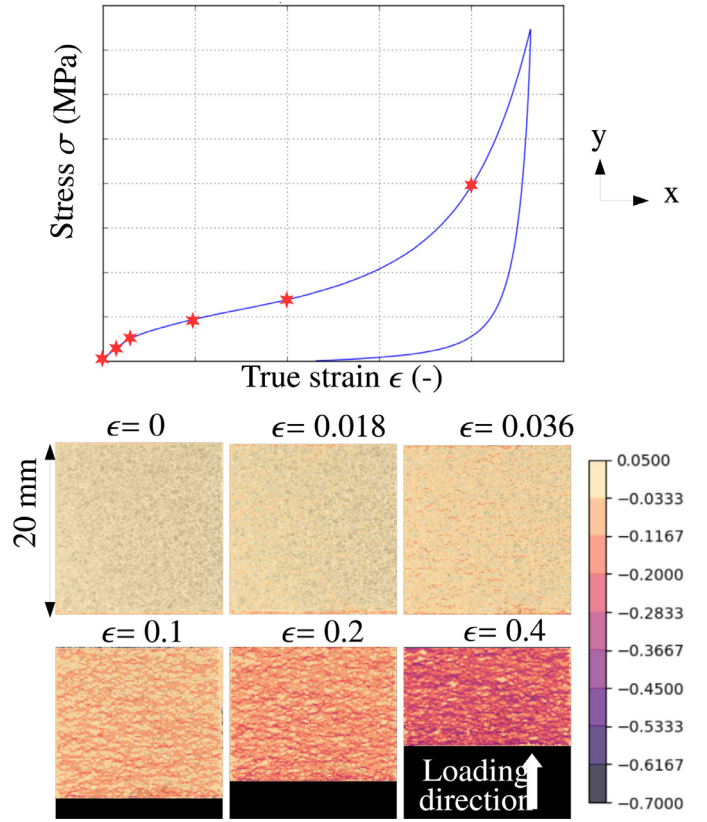 Stress σ (MPa)
y
x
True strain ϵ (-)
ϵ= 0
ϵ= 0.018
ϵ= 0.036
20 mm
ϵ= 0.1
ϵ= 0.2
ϵ= 0.4
Loading
direction
0.0500
−0.0333
−0.1167
−0.2000
−0.2833
−0.3667
−0.4500
−0.5333
−0.6167
−0.7000